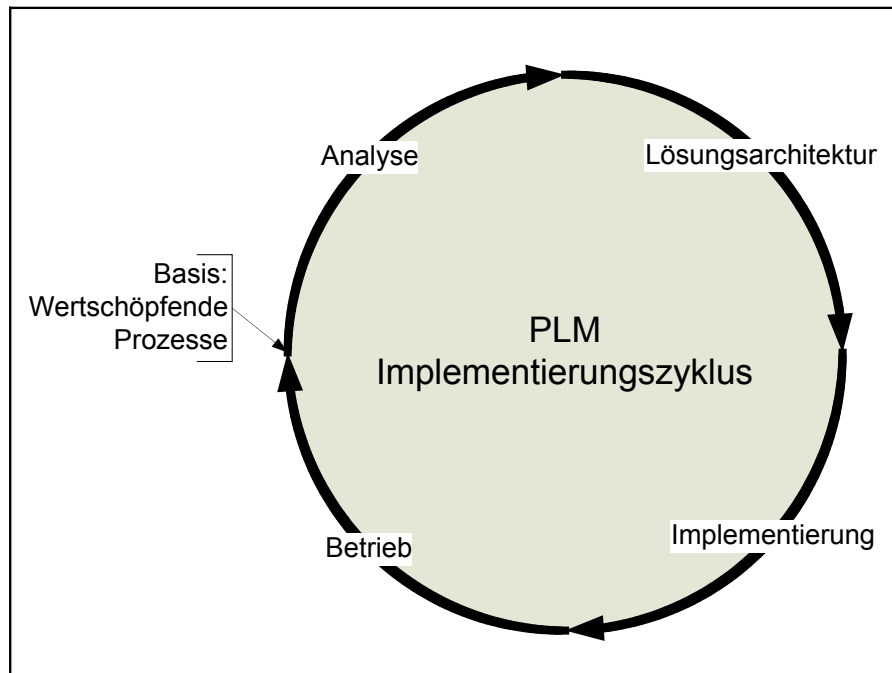 Analyse
Lösungsarchitektur
Basis:
Wertschöpfende
Prozesse
PLM
Implementierungszyklus
Betrieb
Implementierung